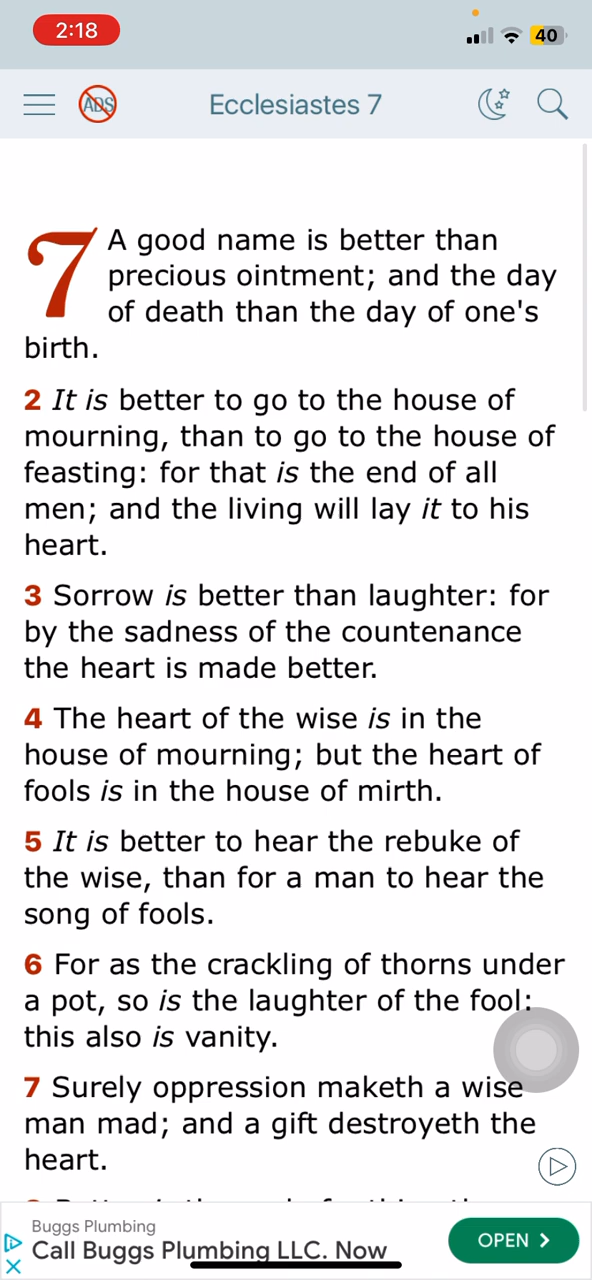 2:18
40
ADS
Ecclesiastes 7
7 A good name is better than
precious ointment; and the day
of death than the day of one's
birth.
2 It is better to go to the house of
mourning, than to go to the house of
feasting: for that is the end of all
men; and the living will lay it to his
heart.
3 Sorrow is better than laughter: for
by the sadness of the countenance
the heart is made better.
4 The heart of the wise is in the
house of mourning; but the heart of
fools is in the house of mirth.
5 It is better to hear the rebuke of
the wise, than for a man to hear the
song of fools.
6 For as the crackling of thorns under
a pot, so is the laughter of the fool:
this also is vanity.
7 Surely oppression maketh a wise
man mad; and a gift destroyeth the
heart.
Buggs Plumbing
Call Buggs Plumbing LLC. Now
OPEN